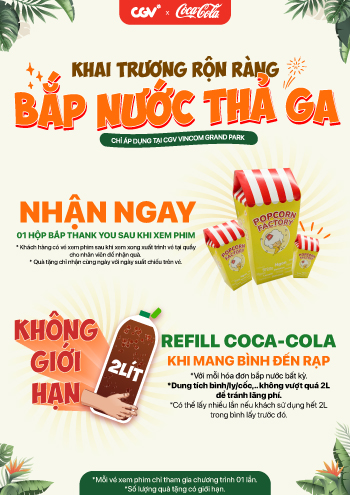 CGV* x Coca-Cola
KHAI TRƯƠNG RỘN RÀNG
BẮP NƯỚC THẢ GA
CHỈ ÁP DỤNG TẠI CGV VINCOM GRAND PARK
NHẬN NGAY
01 HỘP BẮP THANK YOU SAU KHI XEM PHIM
* Khách hàng có vé xem phim sau khi xem xong suất trình vé tại quầy
cho nhân viên để nhận quà.
* Quà tặng chỉ nhận cùng ngày với ngày suất chiếu trên vé.
POPCORN
FACTORY
POPCORN
FACTORY
POPCORN
FACTORY
KHÔNG
GIỚI
HẠN
2LÍT
REFILL COCA-COLA
KHI MANG BÌNH ĐẾN RẠP
*Với mỗi hóa đơn bắp nước bất kỳ.
*Dung tích bình/ly/cốc,.. không vượt quá 2L
để tránh lãng phí.
*Có thể lấy nhiều lần nếu khách sử dụng hết 2L
trong bình lấy trước đó.
*Mỗi vé xem phim chỉ tham gia chương trình 01 lần.
*Số lượng quà tặng có giới hạn.